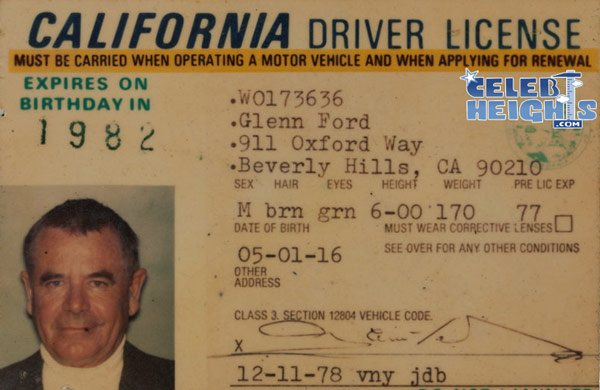 CALIFORNIA DRIVER LICENSE
MUST BE CARRIED WHEN OPERATING A MOTOR VEHICLE AND WHEN APPLYING FOR RENEWAL
EXPIRES ON
BIRTHDAY IN
1982
CELEB
HEIGHTS
.COM
.WO173636
.Glenn Ford
.911 Oxford Way
.Beverly Hills, CA 90210
SEX HAIR EYES HEIGHT WEIGHT PRE LIC EXP
M brn grn 6-00 170 77
DATE OF BIRTH MUST WEAR CORRECTIVE LENSES
05-01-16 SEE OVER FOR ANY OTHER CONDITIONS
OTHER
ADDRESS
CLASS 3. SECTION 12804 VEHICLE CODE.
X
12-11-78 vny jdb